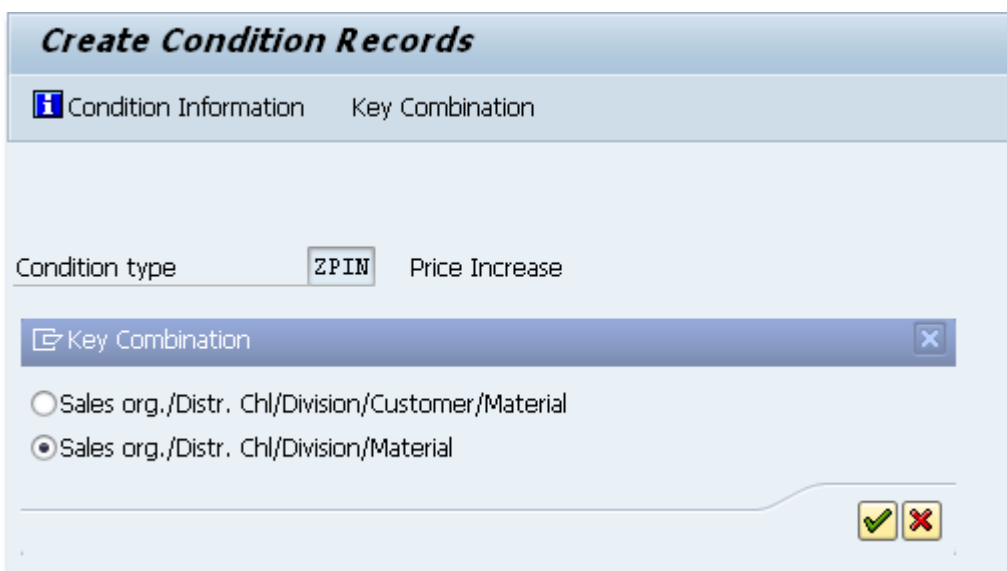 Create Condition Records
Condition Information Key Combination
Condition type ZPIN Price Increase
Key Combination
Sales org./Distr. Chl/Division/Customer/Material
Sales org./Distr. Chl/Division/Material